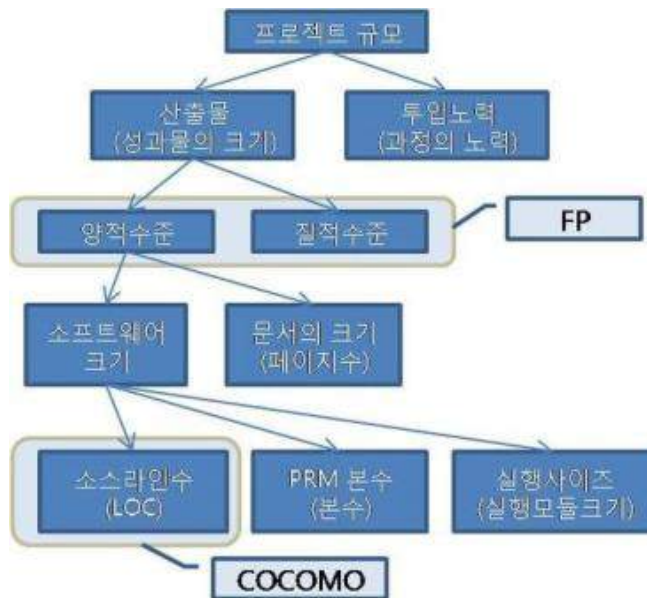 프로젝트 규모
산출물
(성과물의 크기)
투입노력
(과정의 노력)
양적수준
질적수준
FP
소프트웨어
크기
문서의 크기
(페이지수)
소스라인수
(LOC)
PRM 본수
(본수)
실행사이즈
(실행모듈크기)
COCOMO